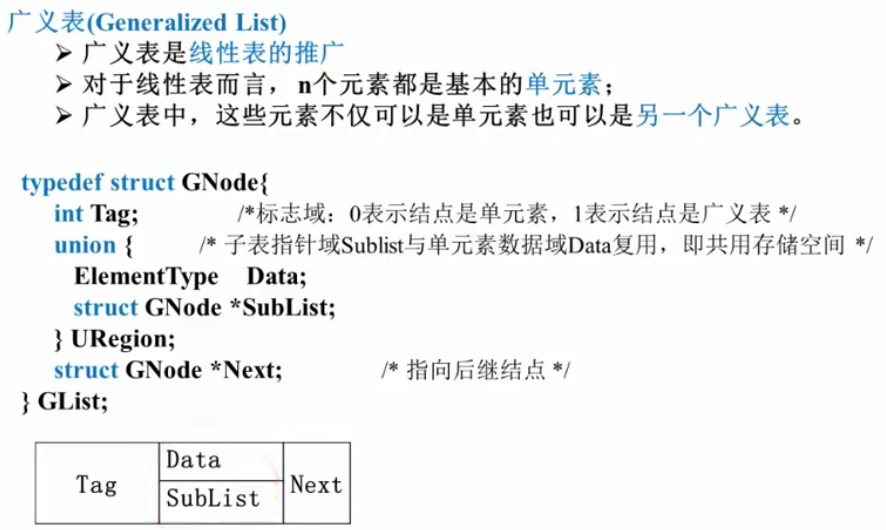 广义表(Generalized List)
➢ 广义表是线性表的推广
➢ 对于线性表而言，n个元素都是基本的单元素；
➢ 广义表中，这些元素不仅可以是单元素也可以是另一个广义表。
typedef struct GNode{
int Tag; /*标志域：0表示结点是单元素，1表示结点是广义表 */
union { /* 子表指针域Sublist与单元素数据域Data复用，即共用存储空间 */
ElementType Data;
struct GNode *SubList;
} URegion;
struct GNode *Next; /* 指向后继结点 */
} GList;
Tag
Data
SubList
Next